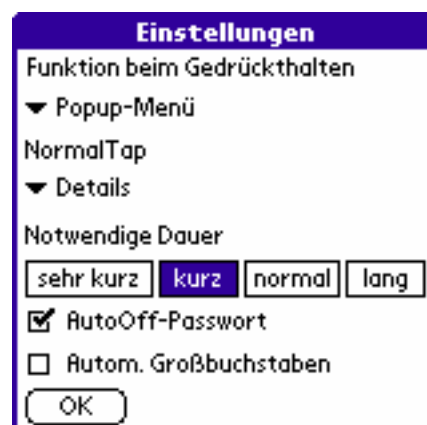 Einstellungen
Funktion beim Gedrückthalten
Popup-Menü
NormalTap
Details
Notwendige Dauer
sehr kurz kurz normal lang
AutoOff-Passwort
Autom. Großbuchstaben
OK